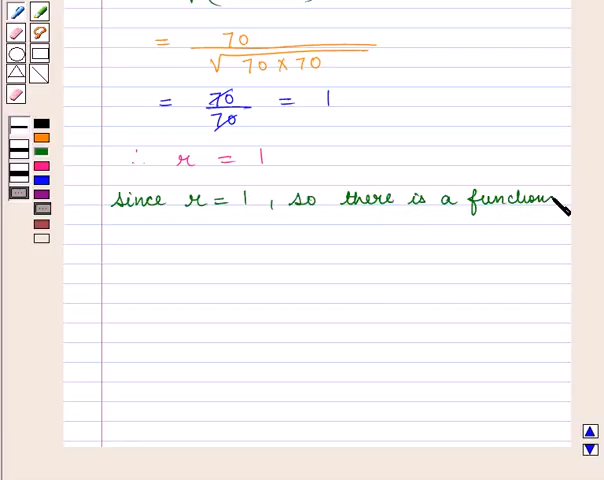 = 70 / √ 70 × 70
= 70 / 70 = 1
∴ r = 1
since r = 1 , so there is a function